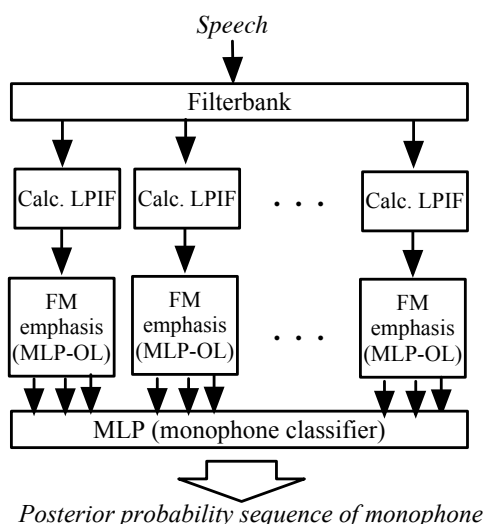 Speech
Filterbank
Calc. LPIF Calc. LPIF . . . Calc. LPIF
FM emphasis (MLP-OL)
FM emphasis (MLP-OL)
. . .
FM emphasis (MLP-OL)
MLP (monophone classifier)
Posterior probability sequence of monophone